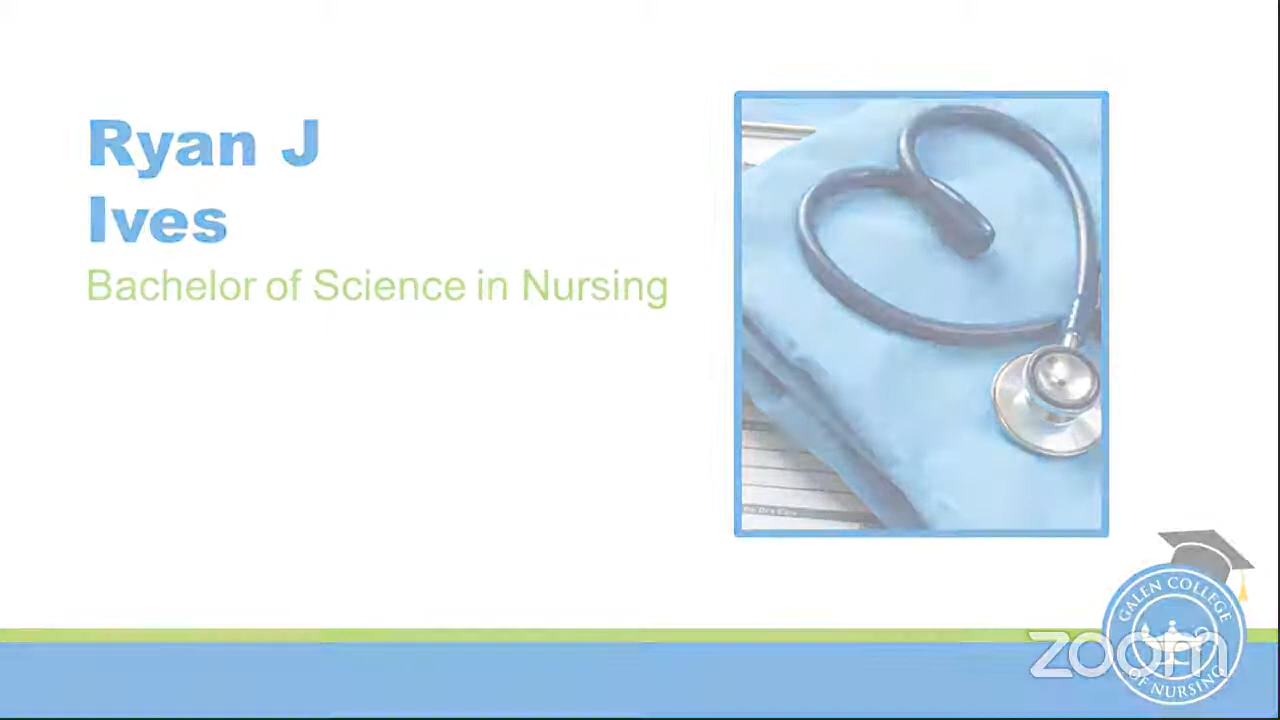 Ryan J
Ives
Bachelor of Science in Nursing
GALEN COLLEGE
OF NURSING
zoom